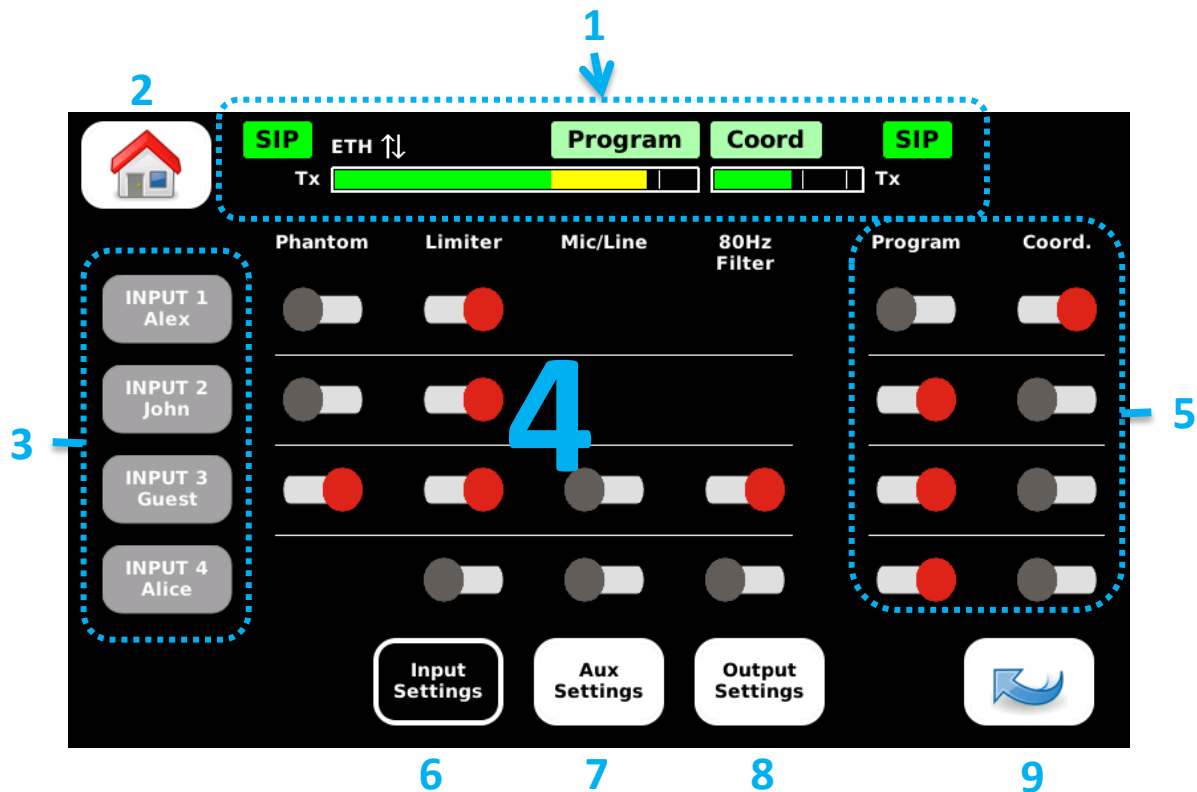 1
2
SIP ETH Program Coord SIP
Tx Tx
Phantom Limiter Mic/Line 80Hz Program Coord.
Filter
INPUT 1
Alex
INPUT 2
John
4
3
5
INPUT 3
Guest
INPUT 4
Alice
Input Aux Output
Settings Settings Settings
6 7 8 9